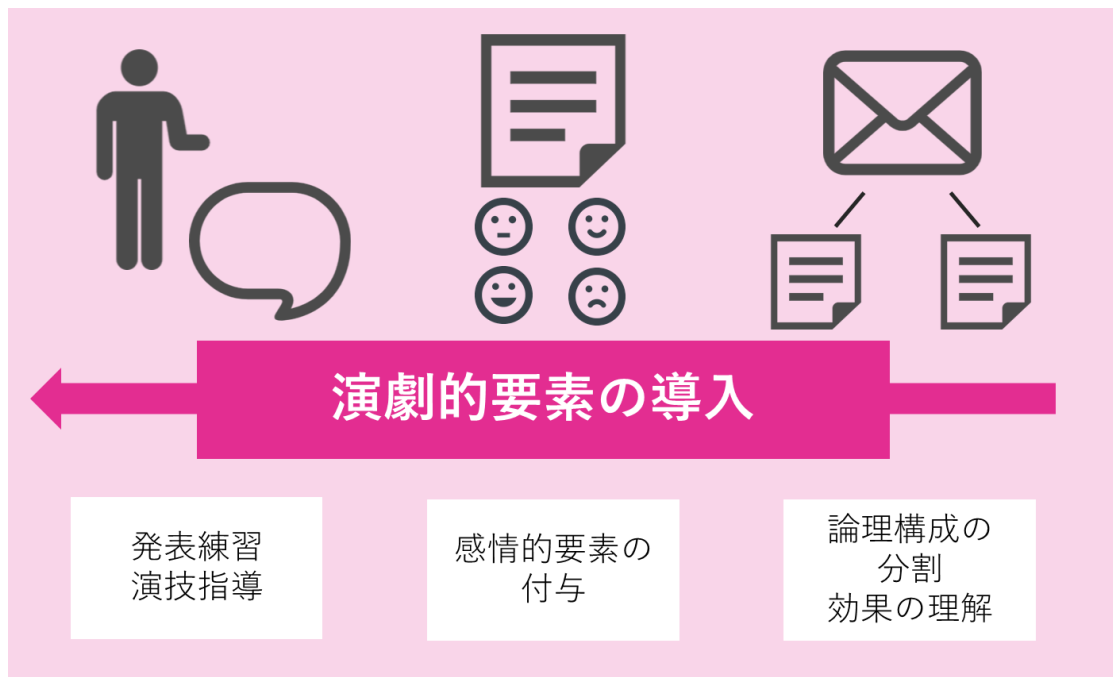 演劇的要素の導入
発表練習
演技指導
感情的要素の
付与
論理構成の
分割
効果の理解